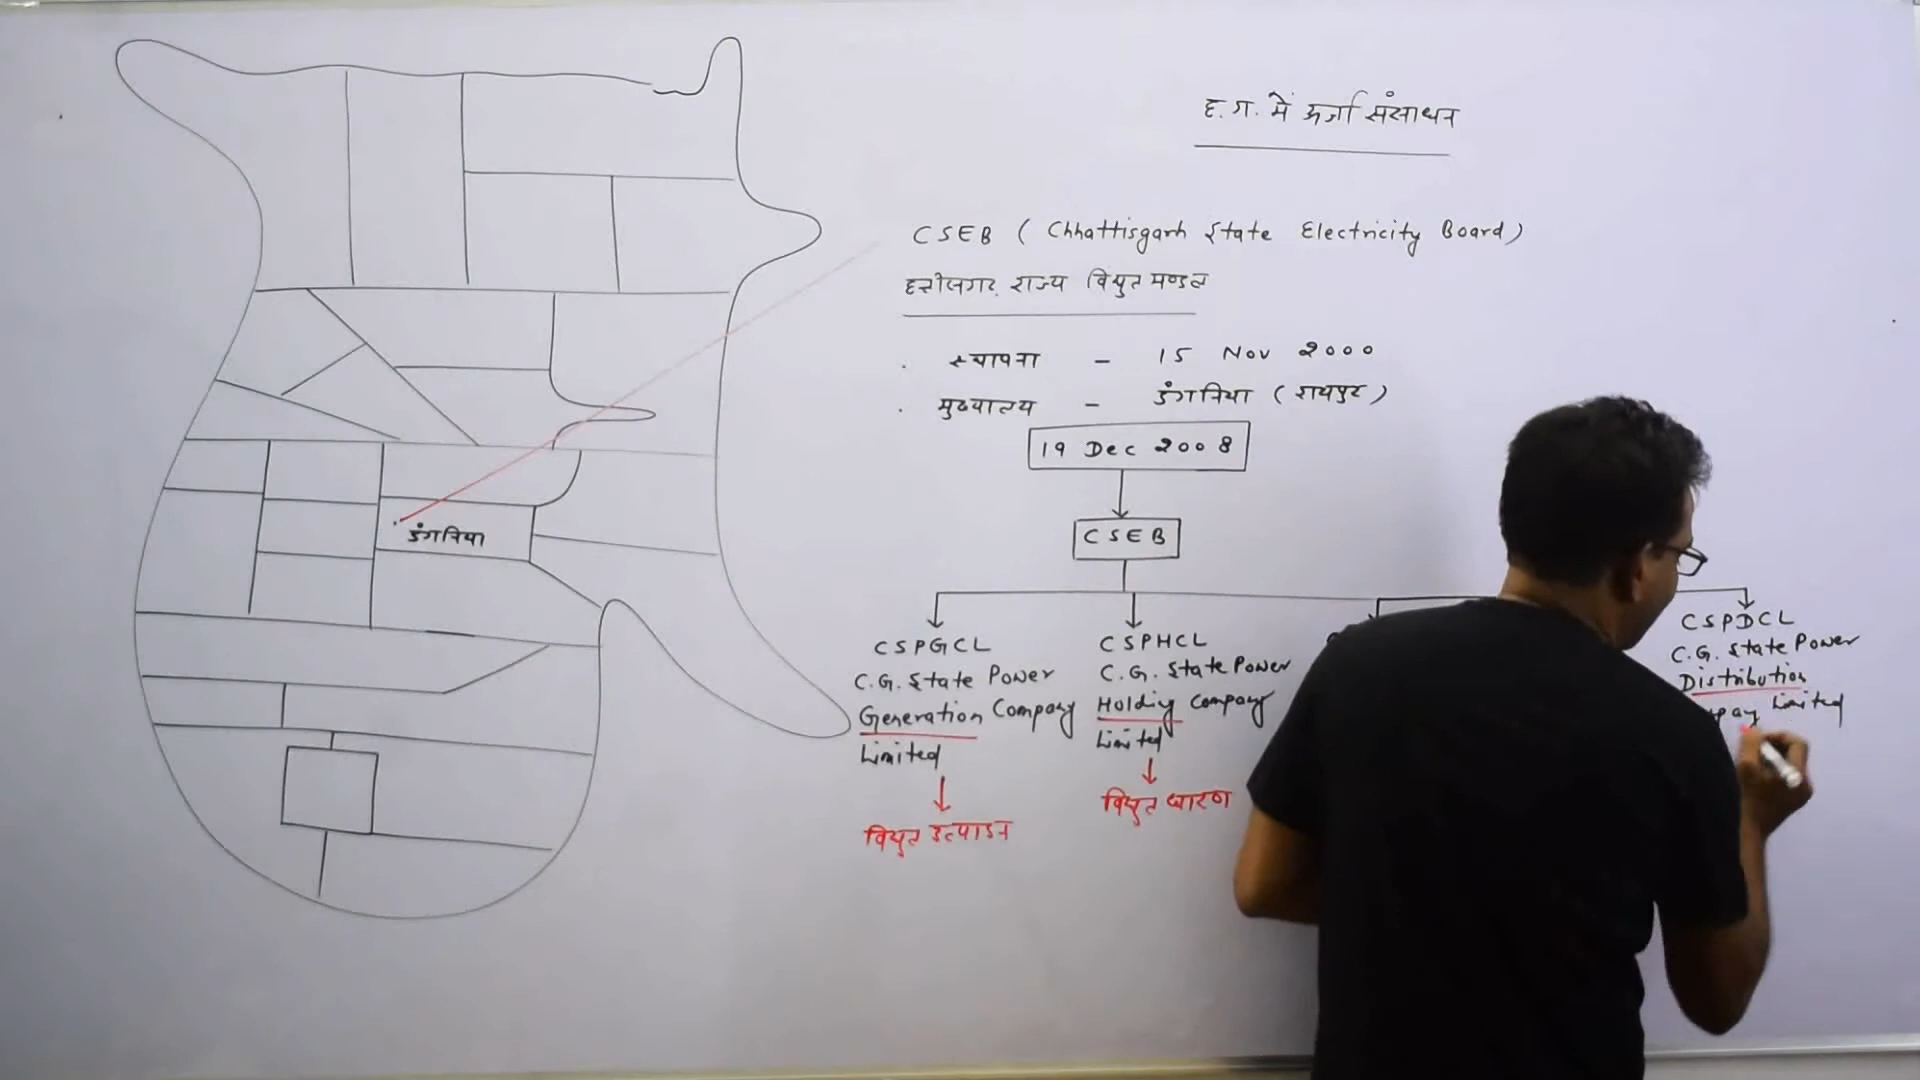 छ.ग. में ऊर्जा संसाधन
CSEB ( Chhattisgarh State Electricity Board )
छत्तीसगढ़ राज्य विद्युत मण्डल
. स्थापना - 15 Nov 2000
. मुख्यालय - डंगनिया ( रायपुर )
19 Dec 2008
CSEB
डंगनिया
CSPGCL
C.G. State Power
Generation Company
Limited
विद्युत उत्पादन
CSPHCL
C.G. State Power
Holding Company
Limited
विद्युत धारण
CSPDCL
C.G. State Power
Distribution
Limited